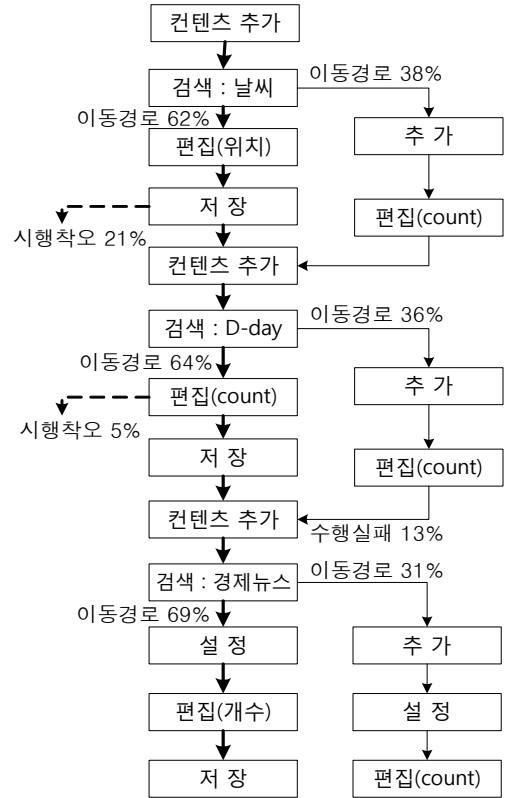 컨텐츠 추가
검색 : 날씨
이동경로 38%
이동경로 62%
추 가
편집(위치)
저 장
편집(count)
시행착오 21%
컨텐츠 추가
검색 : D-day
이동경로 36%
이동경로 64%
추 가
편집(count)
시행착오 5%
저 장
편집(count)
컨텐츠 추가
수행실패 13%
검색 : 경제뉴스
이동경로 31%
이동경로 69%
설 정
추 가
편집(개수)
설 정
저 장
편집(count)